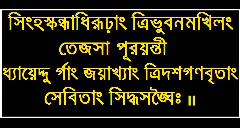 সিংহস্কন্ধাধিরূঢ়াং ত্রিভুবনমখিলং
তেজসা পূরয়ন্তী
ধ্যায়েদ্দু র্গাং জয়াখ্যাং ত্রিদশগণবৃতাং
সেবিতাং সিদ্ধসঙ্ঘৈঃ ॥